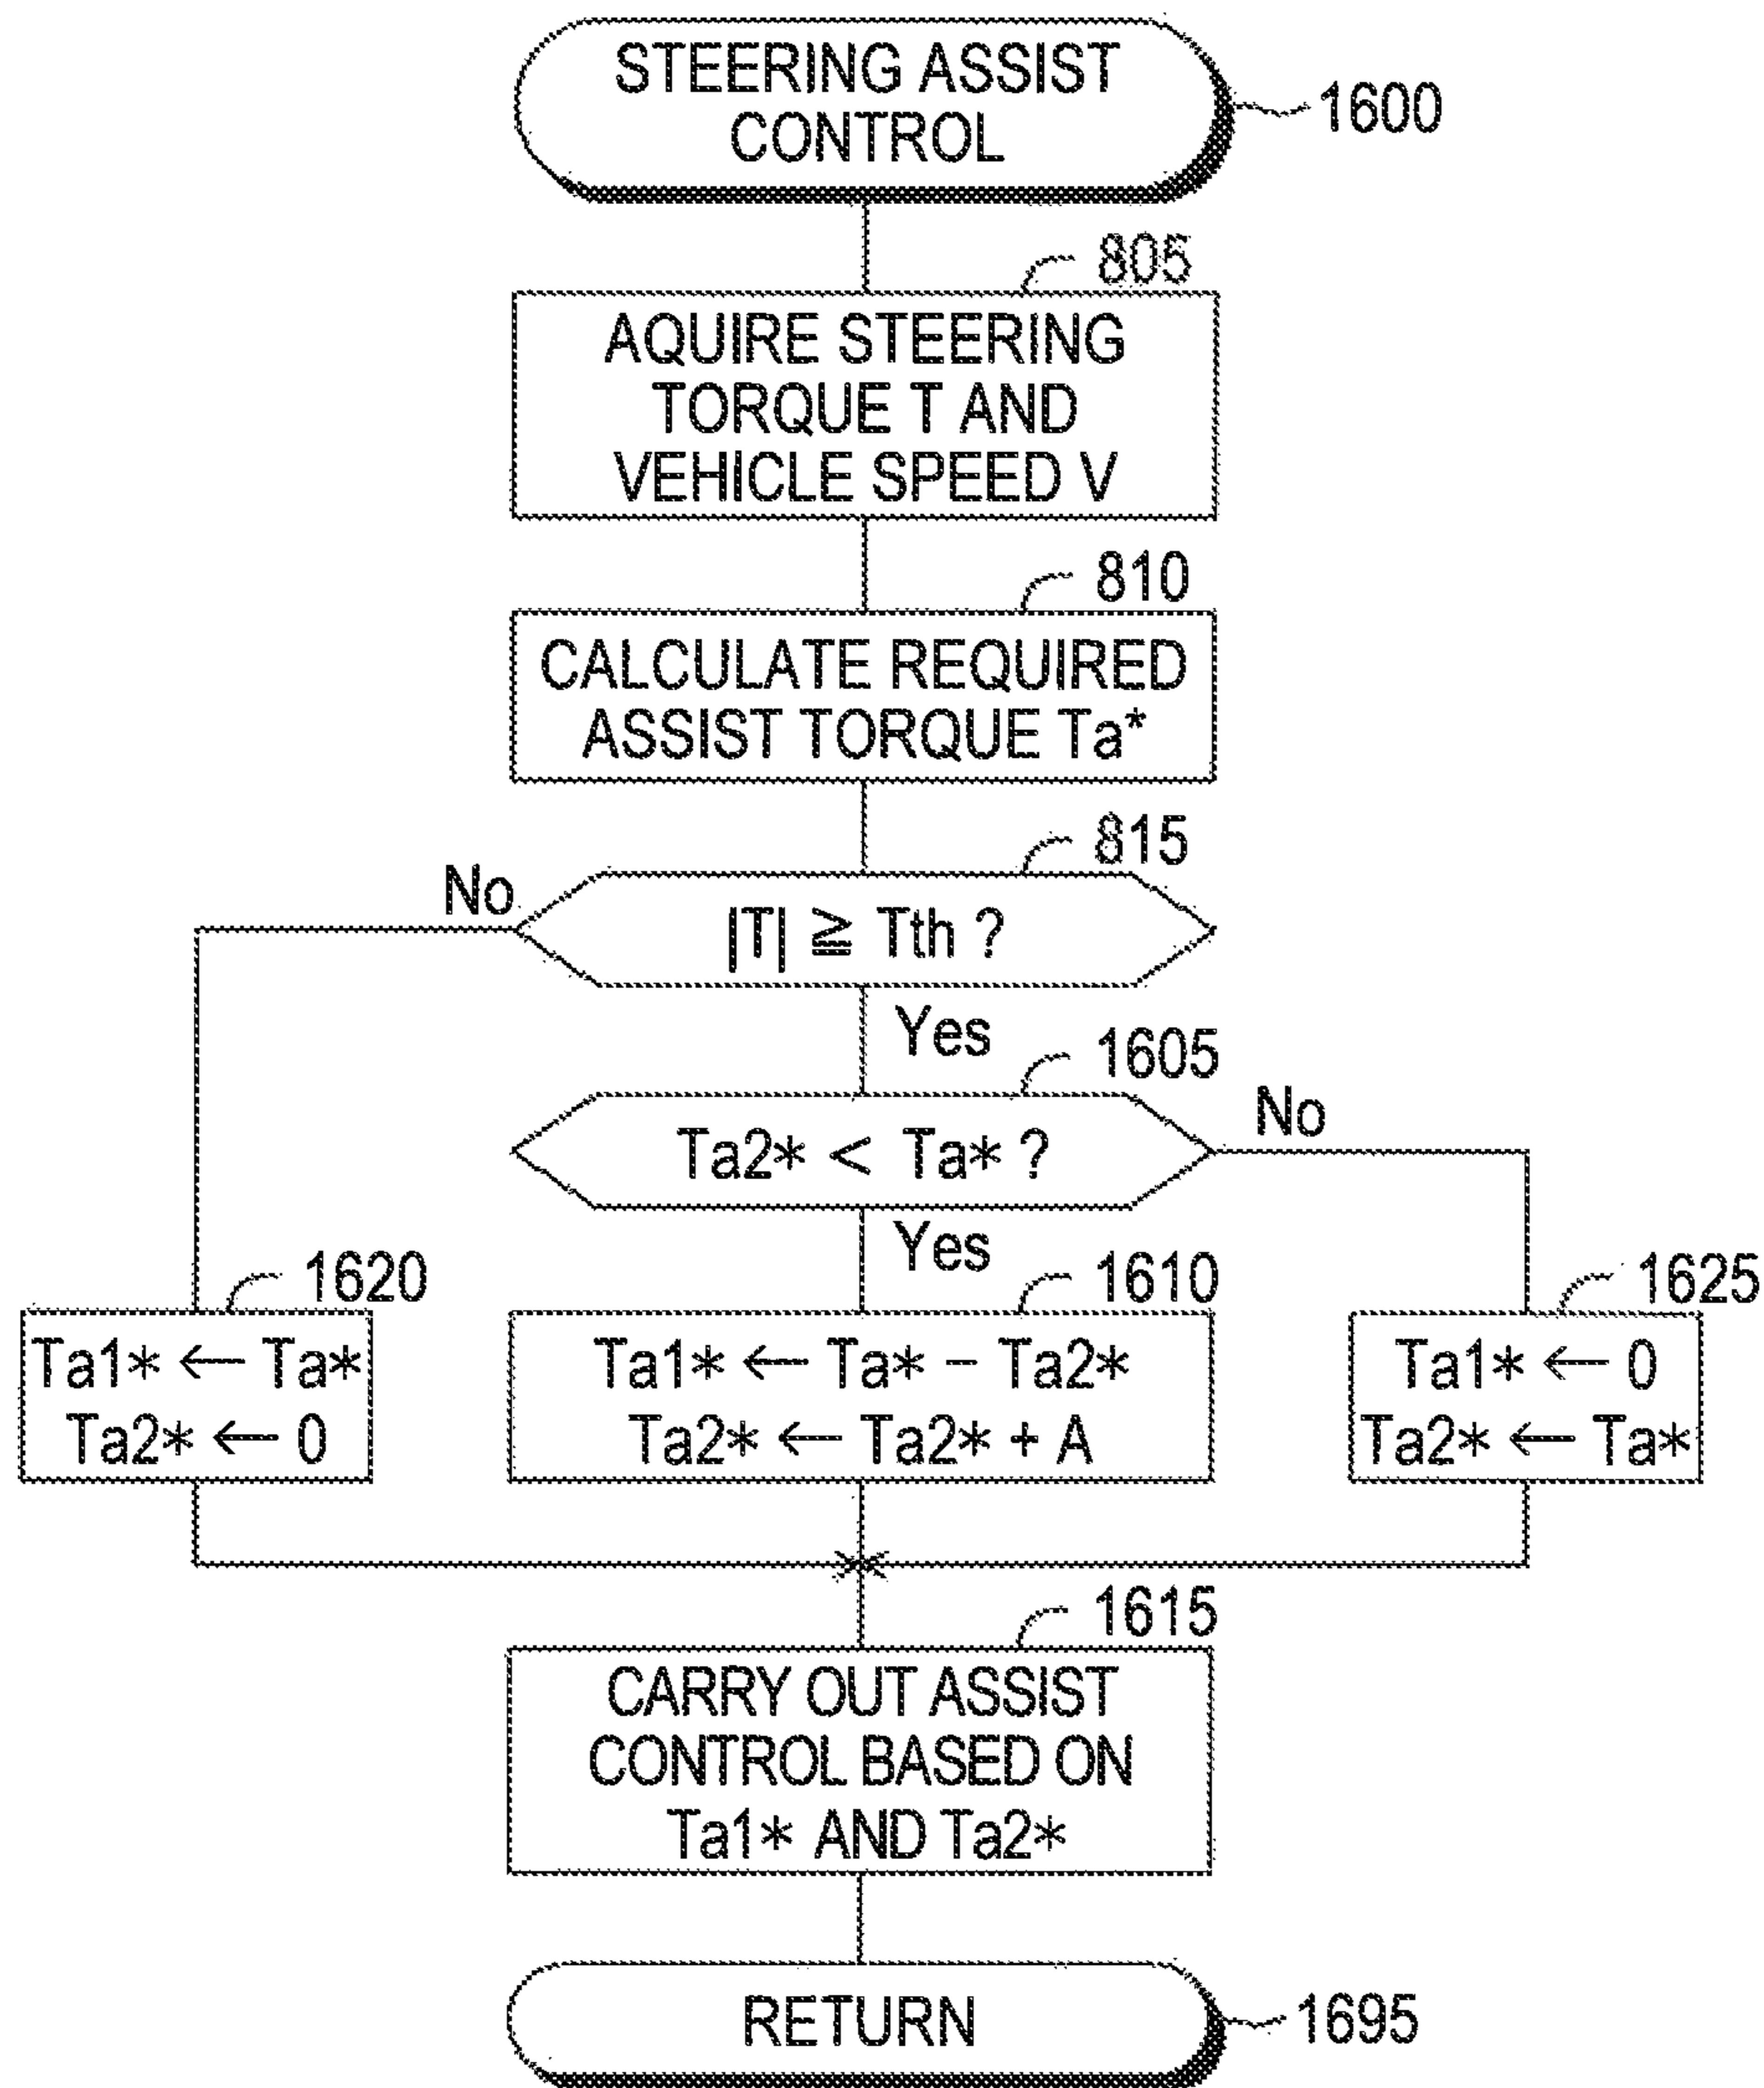 STEERING ASSIST
CONTROL
1600
805
AQUIRE STEERING
TORQUE T AND
VEHICLE SPEED V
810
CALCULATE REQUIRED
ASSIST TORQUE Ta*
815
No
|T| ≧ Tth ?
Yes
1605
No
Ta2* < Ta* ?
Yes
1620
Ta1* ← Ta*
Ta2* ← 0
1610
Ta1* ← Ta* − Ta2*
Ta2* ← Ta2* + A
1625
Ta1* ← 0
Ta2* ← Ta*
1615
CARRY OUT ASSIST
CONTROL BASED ON
Ta1* AND Ta2*
RETURN
1695